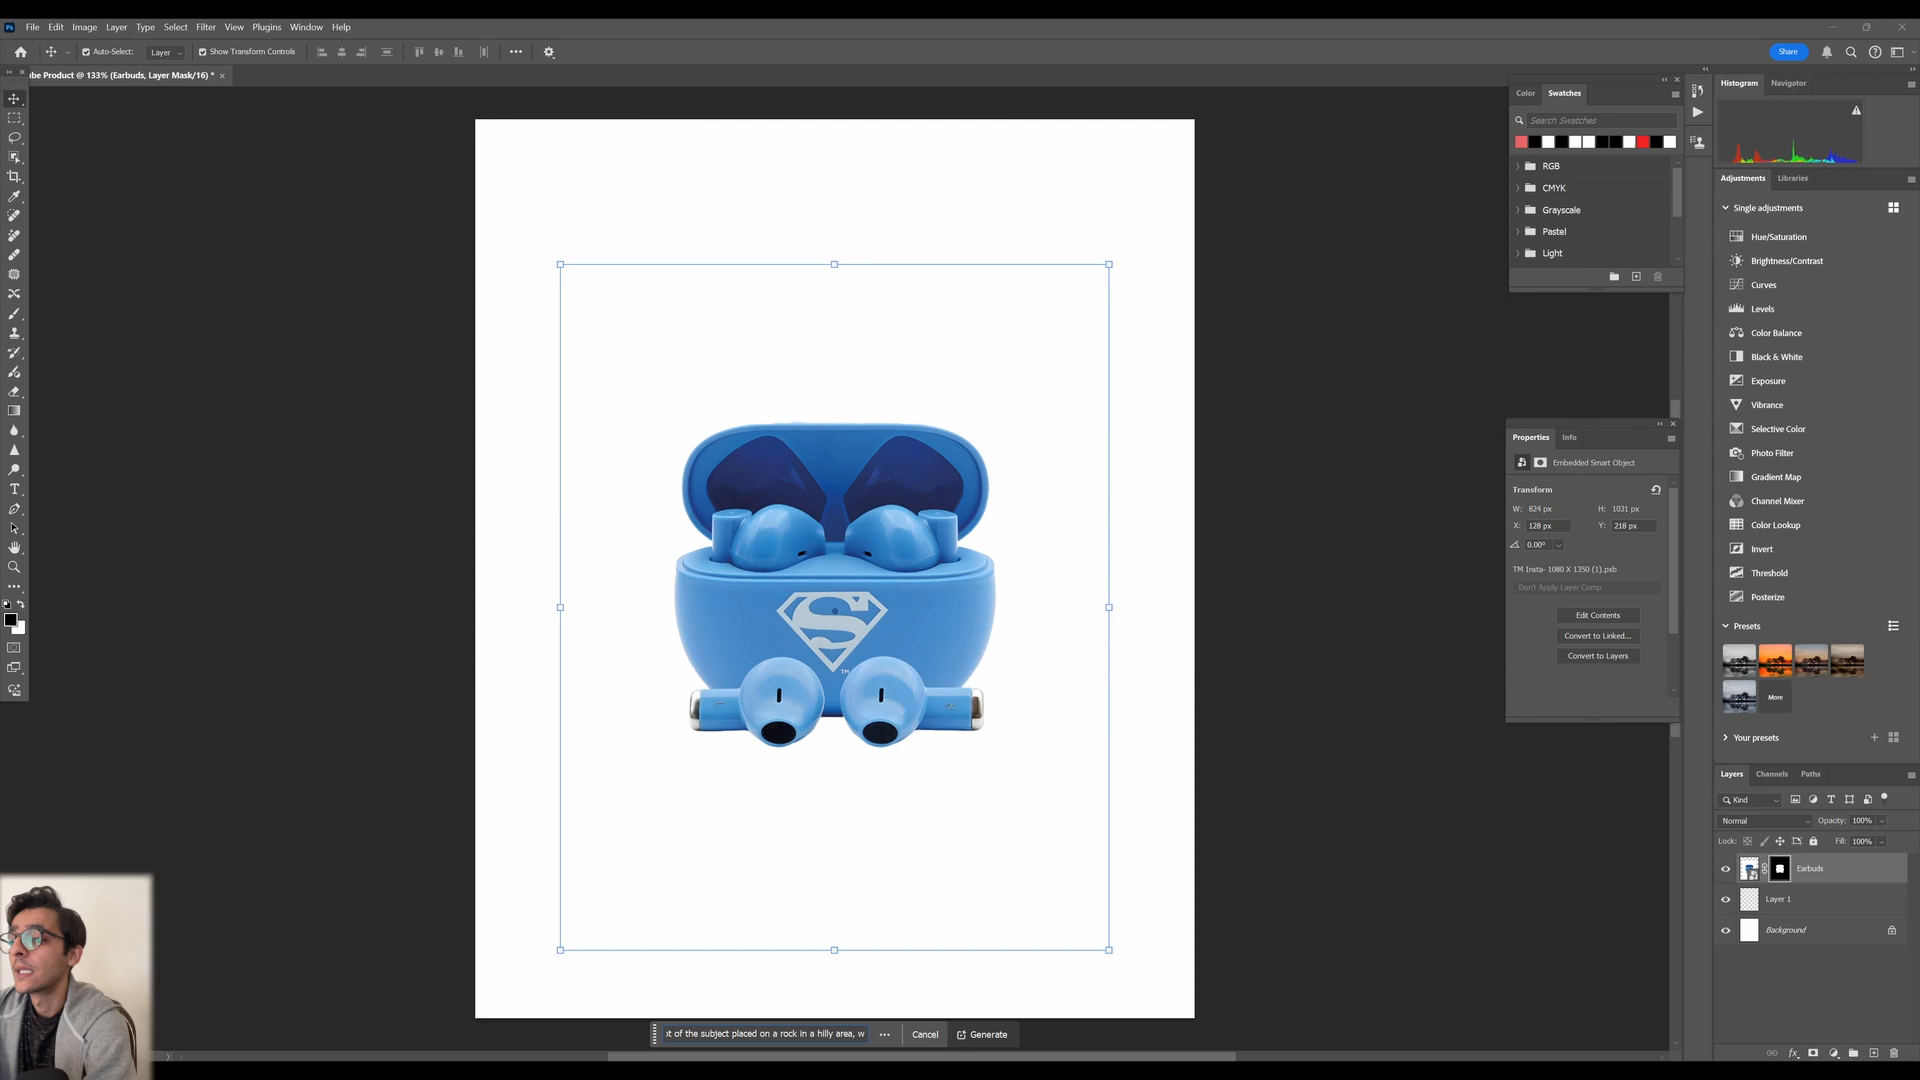 Ps File Edit Image Layer Type Select Filter View Plugins Window Help
Auto-Select: Layer Show Transform Controls Share
be Product @ 133% (Earbuds, Layer Mask/16) * ×
Color Swatches
Search Swatches
RGB
CMYK
Grayscale
Pastel
Light
Histogram Navigator
Adjustments Libraries
Single adjustments
Hue/Saturation
Brightness/Contrast
Curves
Levels
Color Balance
Black & White
Exposure
Vibrance
Selective Color
Photo Filter
Gradient Map
Channel Mixer
Color Lookup
Invert
Threshold
Posterize
Presets
More
Your presets
Properties Info
Embedded Smart Object
Transform
W: 824 px H: 1031 px
X: 128 px Y: 218 px
0.00°
TM Insta- 1080 X 1350 (1).psb
Don't Apply Layer Comp
Edit Contents
Convert to Linked...
Convert to Layers
S
TM
Layers Channels Paths
Kind
Normal Opacity: 100%
Lock: Fill: 100%
Earbuds
Layer 1
Background
fx
t of the subject placed on a rock in a hilly area, w ... Cancel Generate